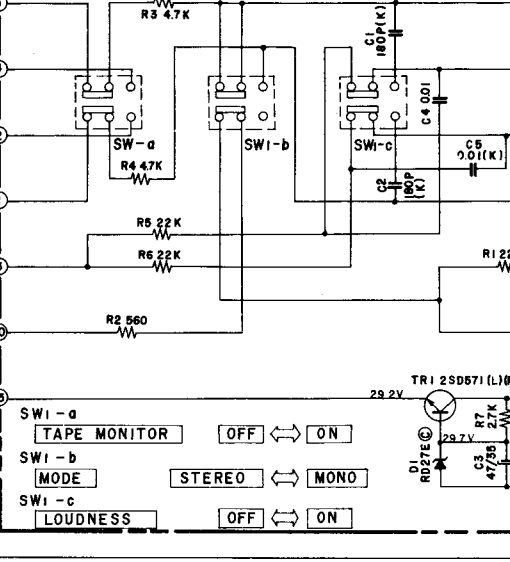 R3 4.7K
C1 180P(K)
SW-a
SW1-b
SW1-c
C4 0.01
C5
0.01(K)
R4 4.7K
C2 180P (K)
R5 22K
R6 22K
R1 22
R2 560
TR1 2SD571(L)
29.2V
R7 2.7K
29.7V
D1 RD27E Ⓒ
C3 47/35
SW1-a
TAPE MONITOR OFF ⇔ ON
SW1-b
MODE STEREO ⇔ MONO
SW1-c
LOUDNESS OFF ⇔ ON